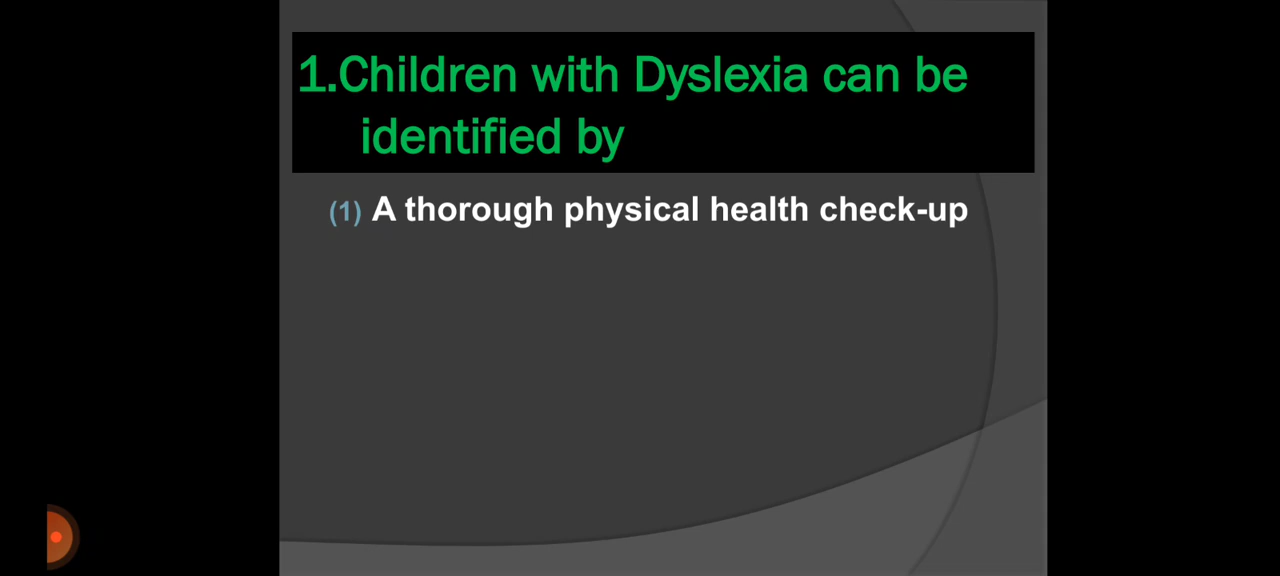 1.Children with Dyslexia can be
identified by
(1) A thorough physical health check-up